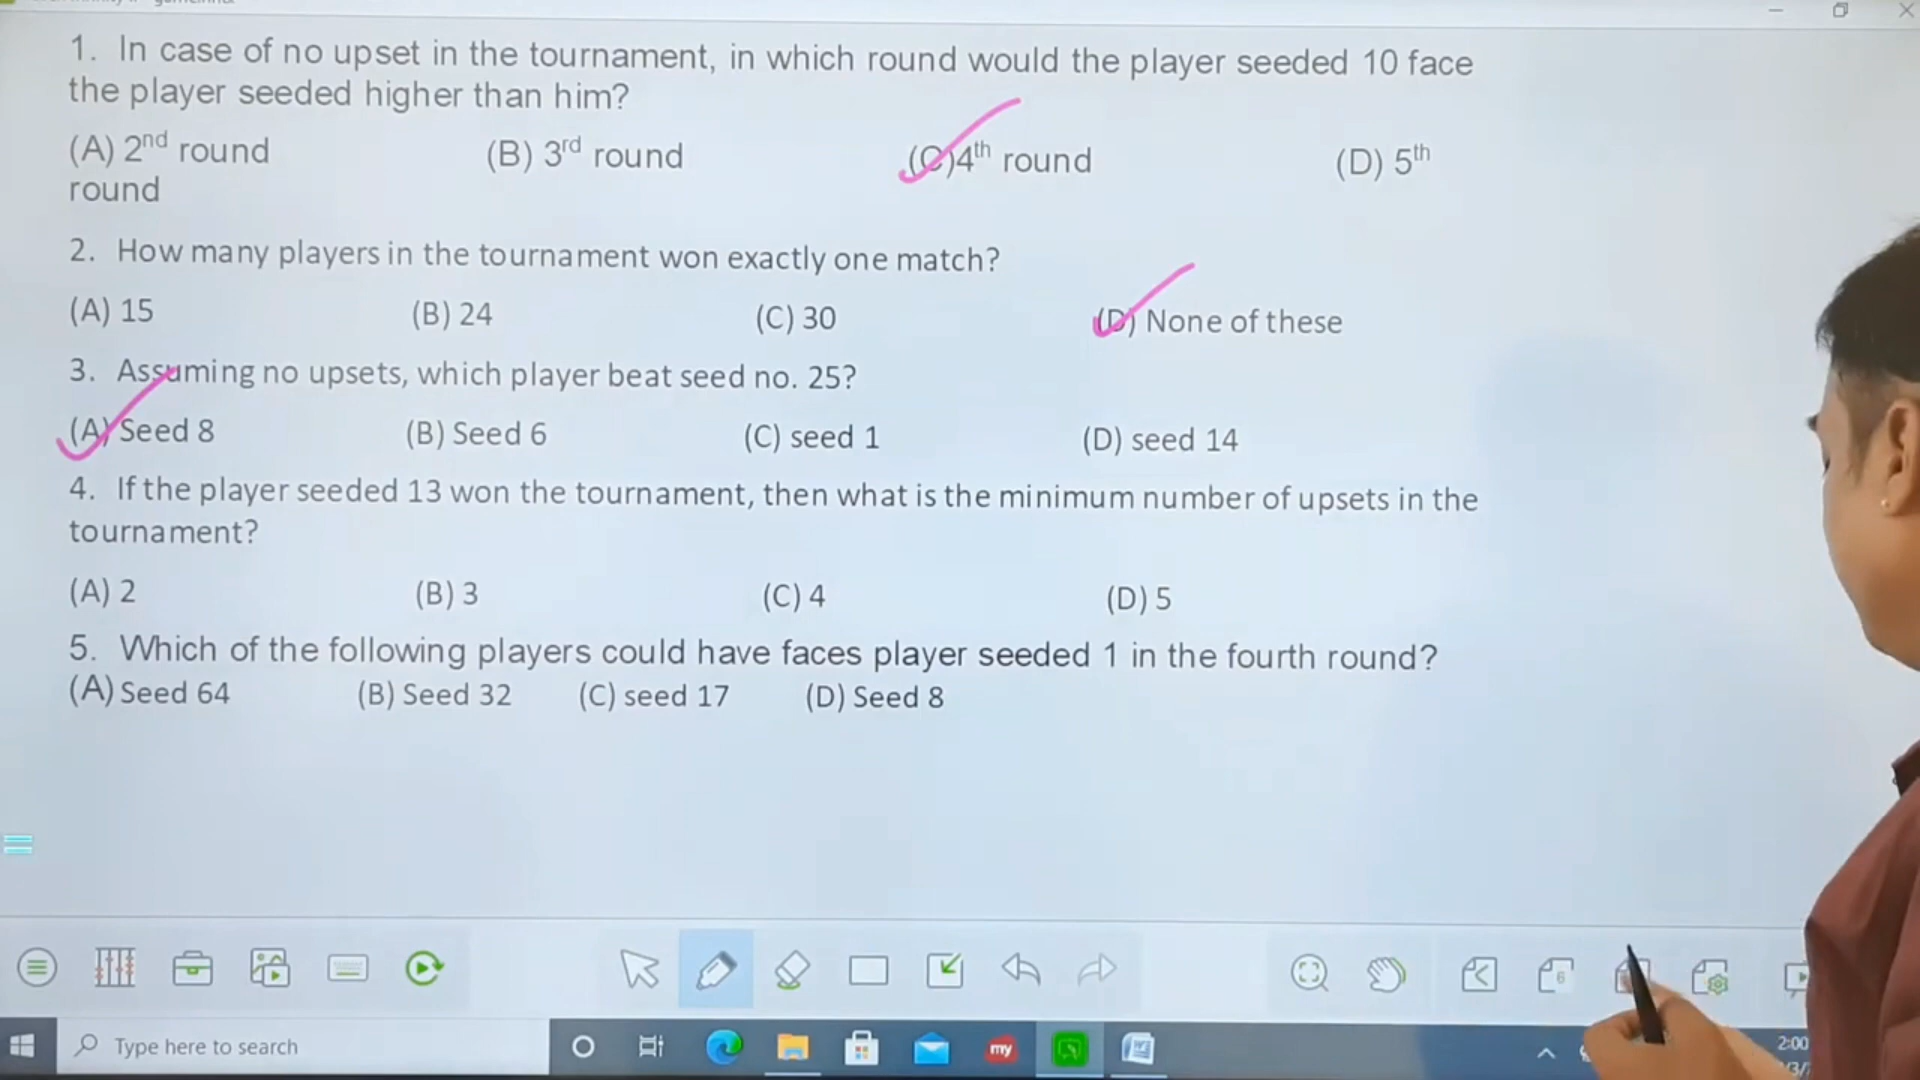 1. In case of no upset in the tournament, in which round would the player seeded 10 face
the player seeded higher than him?
(A) 2nd round (B) 3rd round (C)4th round (D) 5th
round
2. How many players in the tournament won exactly one match?
(A) 15 (B) 24 (C) 30 (D) None of these
3. Assuming no upsets, which player beat seed no. 25?
(A) Seed 8 (B) Seed 6 (C) seed 1 (D) seed 14
4. If the player seeded 13 won the tournament, then what is the minimum number of upsets in the
tournament?
(A) 2 (B) 3 (C) 4 (D) 5
5. Which of the following players could have faces player seeded 1 in the fourth round?
(A) Seed 64 (B) Seed 32 (C) seed 17 (D) Seed 8
6
Type here to search
my
2:00